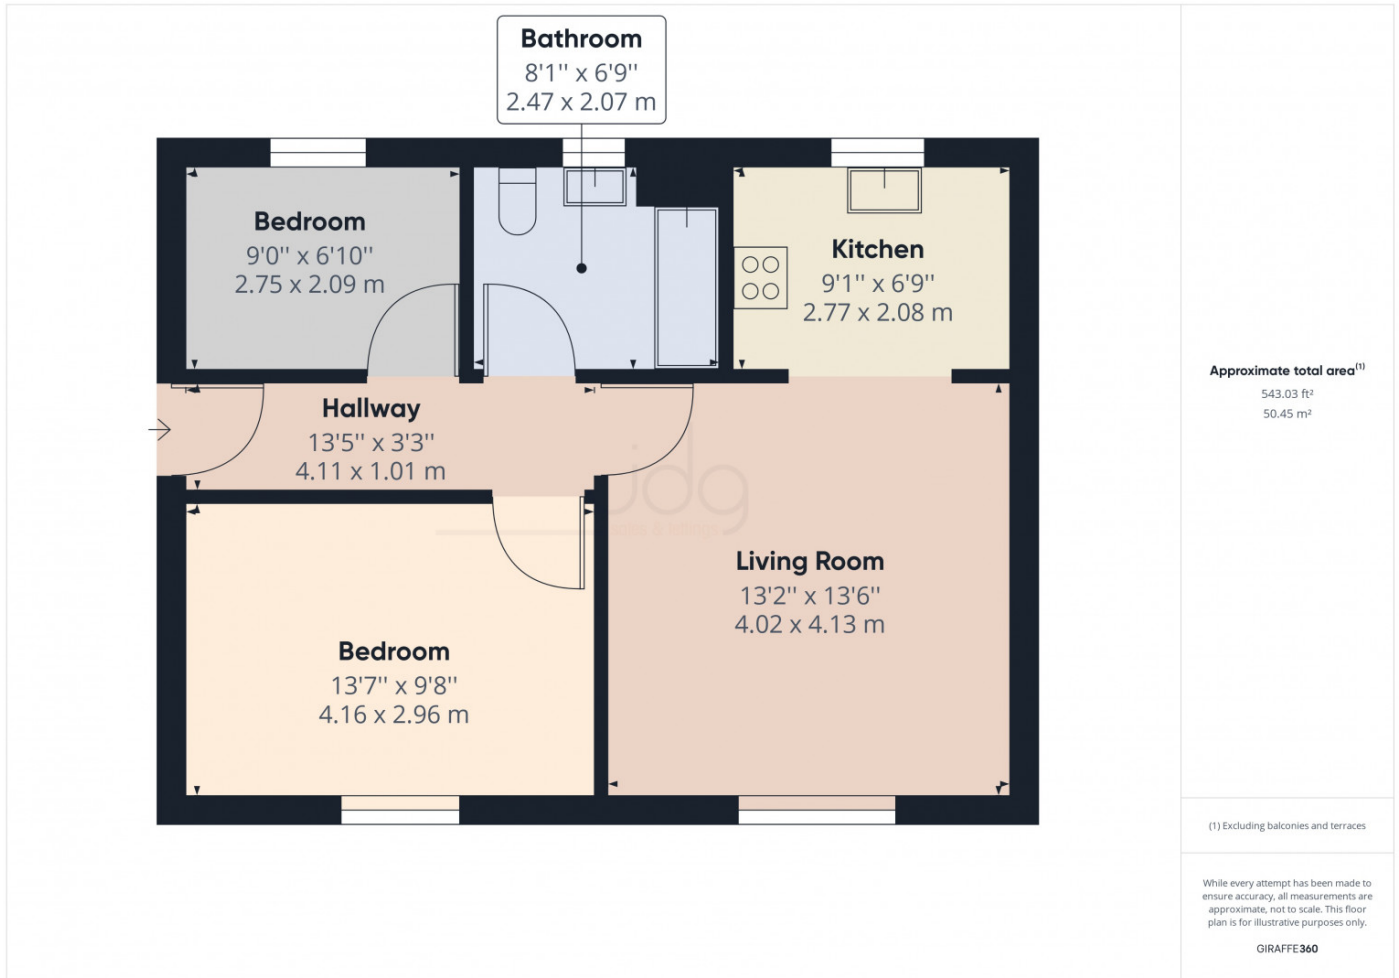 Bathroom
8'1'' x 6'9''
2.47 x 2.07 m
Bedroom
9'0'' x 6'10''
2.75 x 2.09 m
Kitchen
9'1'' x 6'9''
2.77 x 2.08 m
Hallway
13'5'' x 3'3''
4.11 x 1.01 m
jdg
Living Room
13'2'' x 13'6''
4.02 x 4.13 m
Bedroom
13'7'' x 9'8''
4.16 x 2.96 m
Approximate total area(1)
543.03 ft²
50.45 m²
(1) Excluding balconies and terraces
While every attempt has been made to
ensure accuracy, all measurements are
approximate, not to scale. This floor
plan is for illustrative purposes only.
GIRAFFE360